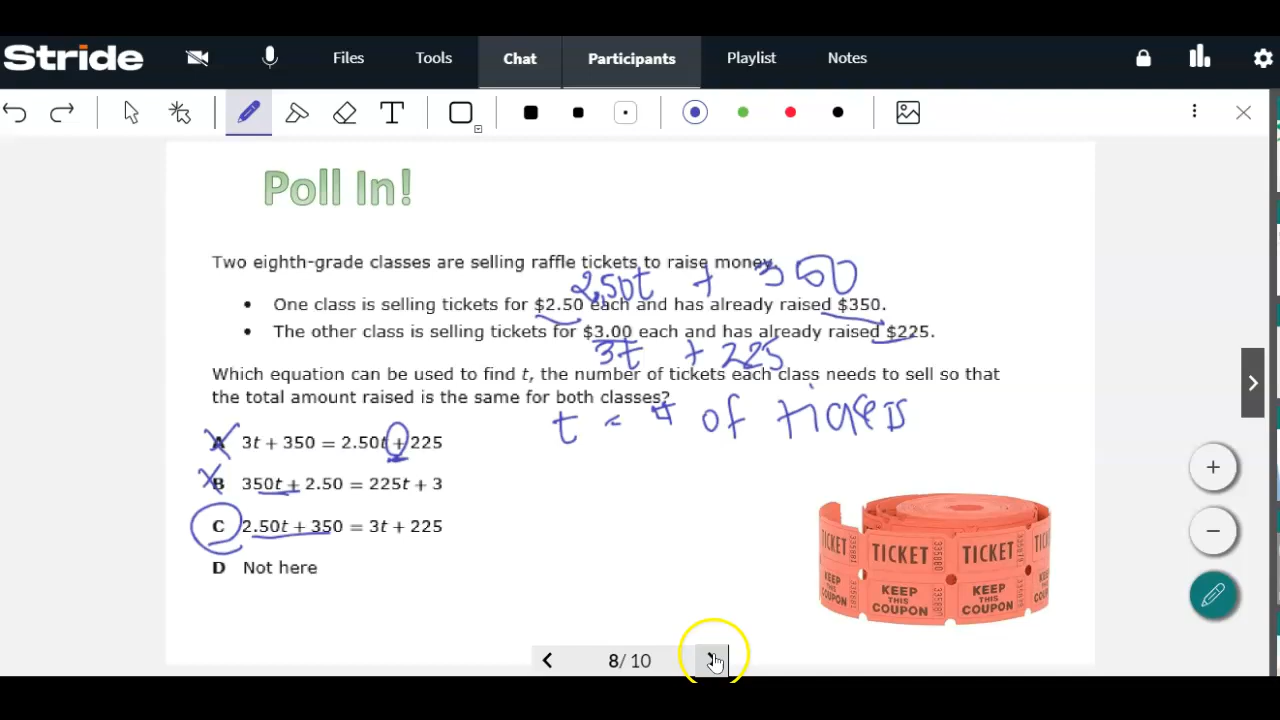 Stride Files Tools Chat Participants Playlist Notes
T
Poll In!
Two eighth-grade classes are selling raffle tickets to raise money.
2.50t + 350
• One class is selling tickets for $2.50 each and has already raised $350.
• The other class is selling tickets for $3.00 each and has already raised $225.
3t + 225
Which equation can be used to find t, the number of tickets each class needs to sell so that
the total amount raised is the same for both classes?
t = # of tickets
A 3t + 350 = 2.50t + 225
B 350t + 2.50 = 225t + 3
C 2.50t + 350 = 3t + 225
D Not here
TICKET TICKET TICKET
335880
KEEP THIS COUPON KEEP THIS COUPON KEEP THIS COUPON
8/ 10